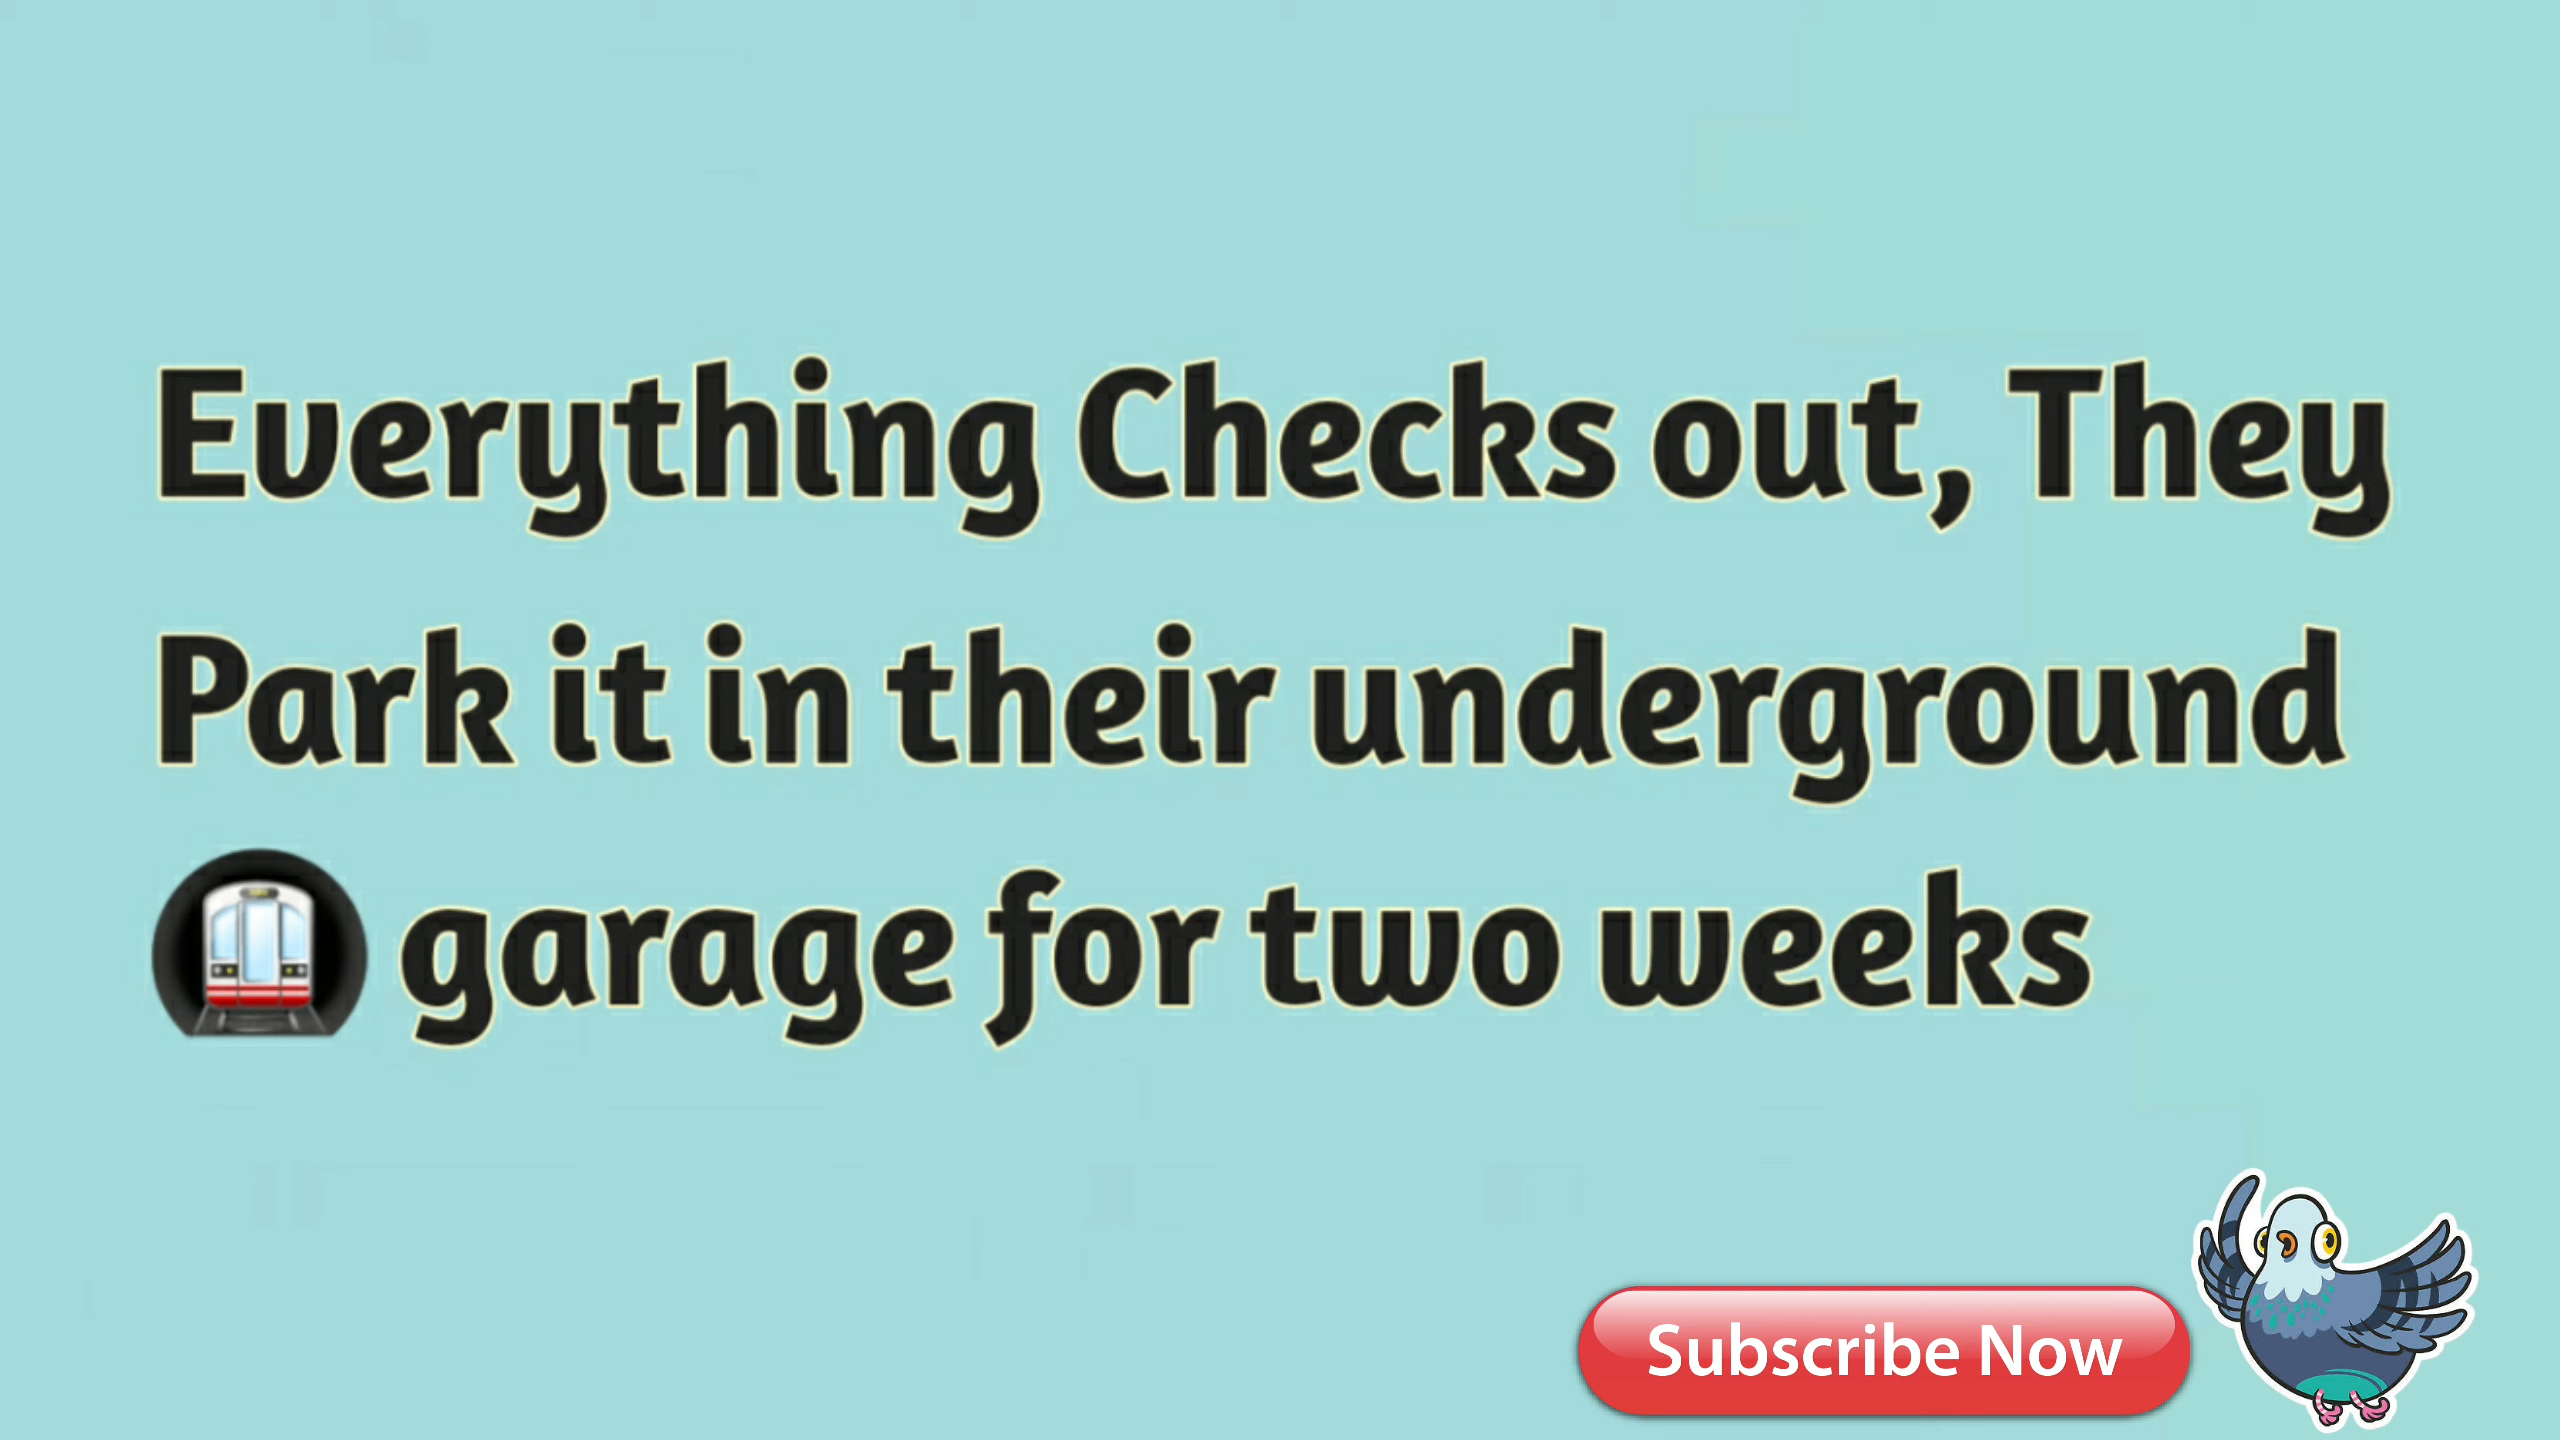 Everything Checks out, They
Park it in their underground
🚇 garage for two weeks
Subscribe Now